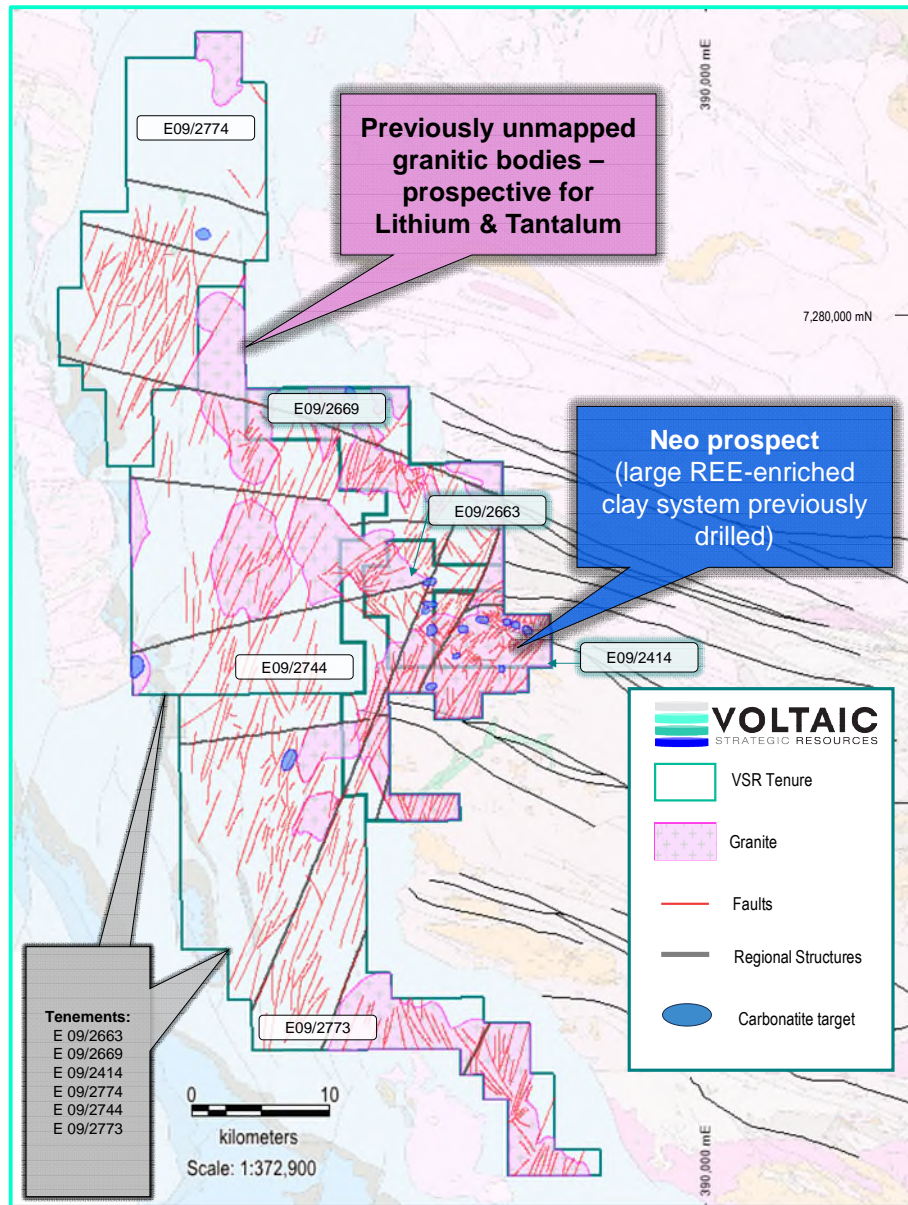 390,000 mE
E09/2774
Previously unmapped
granitic bodies –
prospective for
Lithium & Tantalum
7,280,000 mN
E09/2669
Neo prospect
(large REE-enriched
clay system previously
drilled)
E09/2663
E09/2744
E09/2414
VOLTAIC
STRATEGIC RESOURCES
VSR Tenure
Granite
Faults
Regional Structures
Carbonatite target
Tenements:
E 09/2663
E 09/2669
E 09/2414
E 09/2774
E 09/2744
E 09/2773
E09/2773
0 10
kilometers
Scale: 1:372,900
390,000 mE